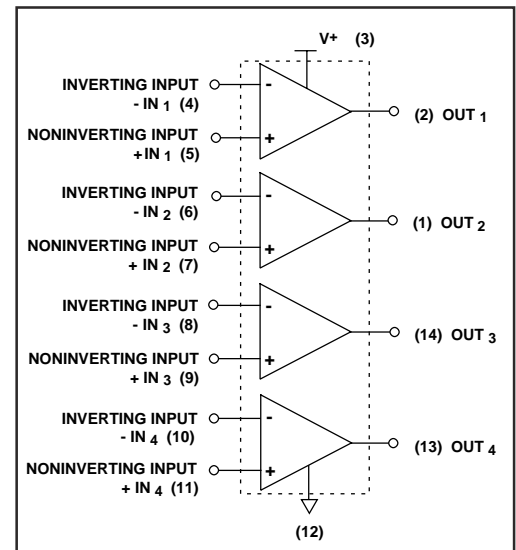 V+ (3)
INVERTING INPUT
- IN 1 (4)
-
(2) OUT 1
NONINVERTING INPUT
+IN 1 (5)
+
INVERTING INPUT
- IN 2 (6)
-
(1) OUT 2
NONINVERTING INPUT
+ IN 2 (7)
+
INVERTING INPUT
- IN 3 (8)
-
(14) OUT 3
NONINVERTING INPUT
+ IN 3 (9)
+
INVERTING INPUT
- IN 4 (10)
-
(13) OUT 4
NONINVERTING INPUT
+ IN 4 (11)
+
(12)